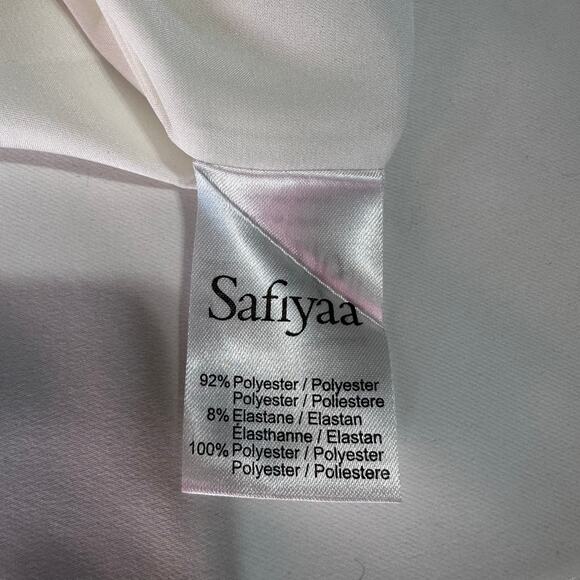 Safiyaa
92% Polyester / Polyester
Polyester / Poliestere
8% Elastane / Elastan
Élasthanne / Elastan
100% Polyester / Polyester
Polyester / Poliestere